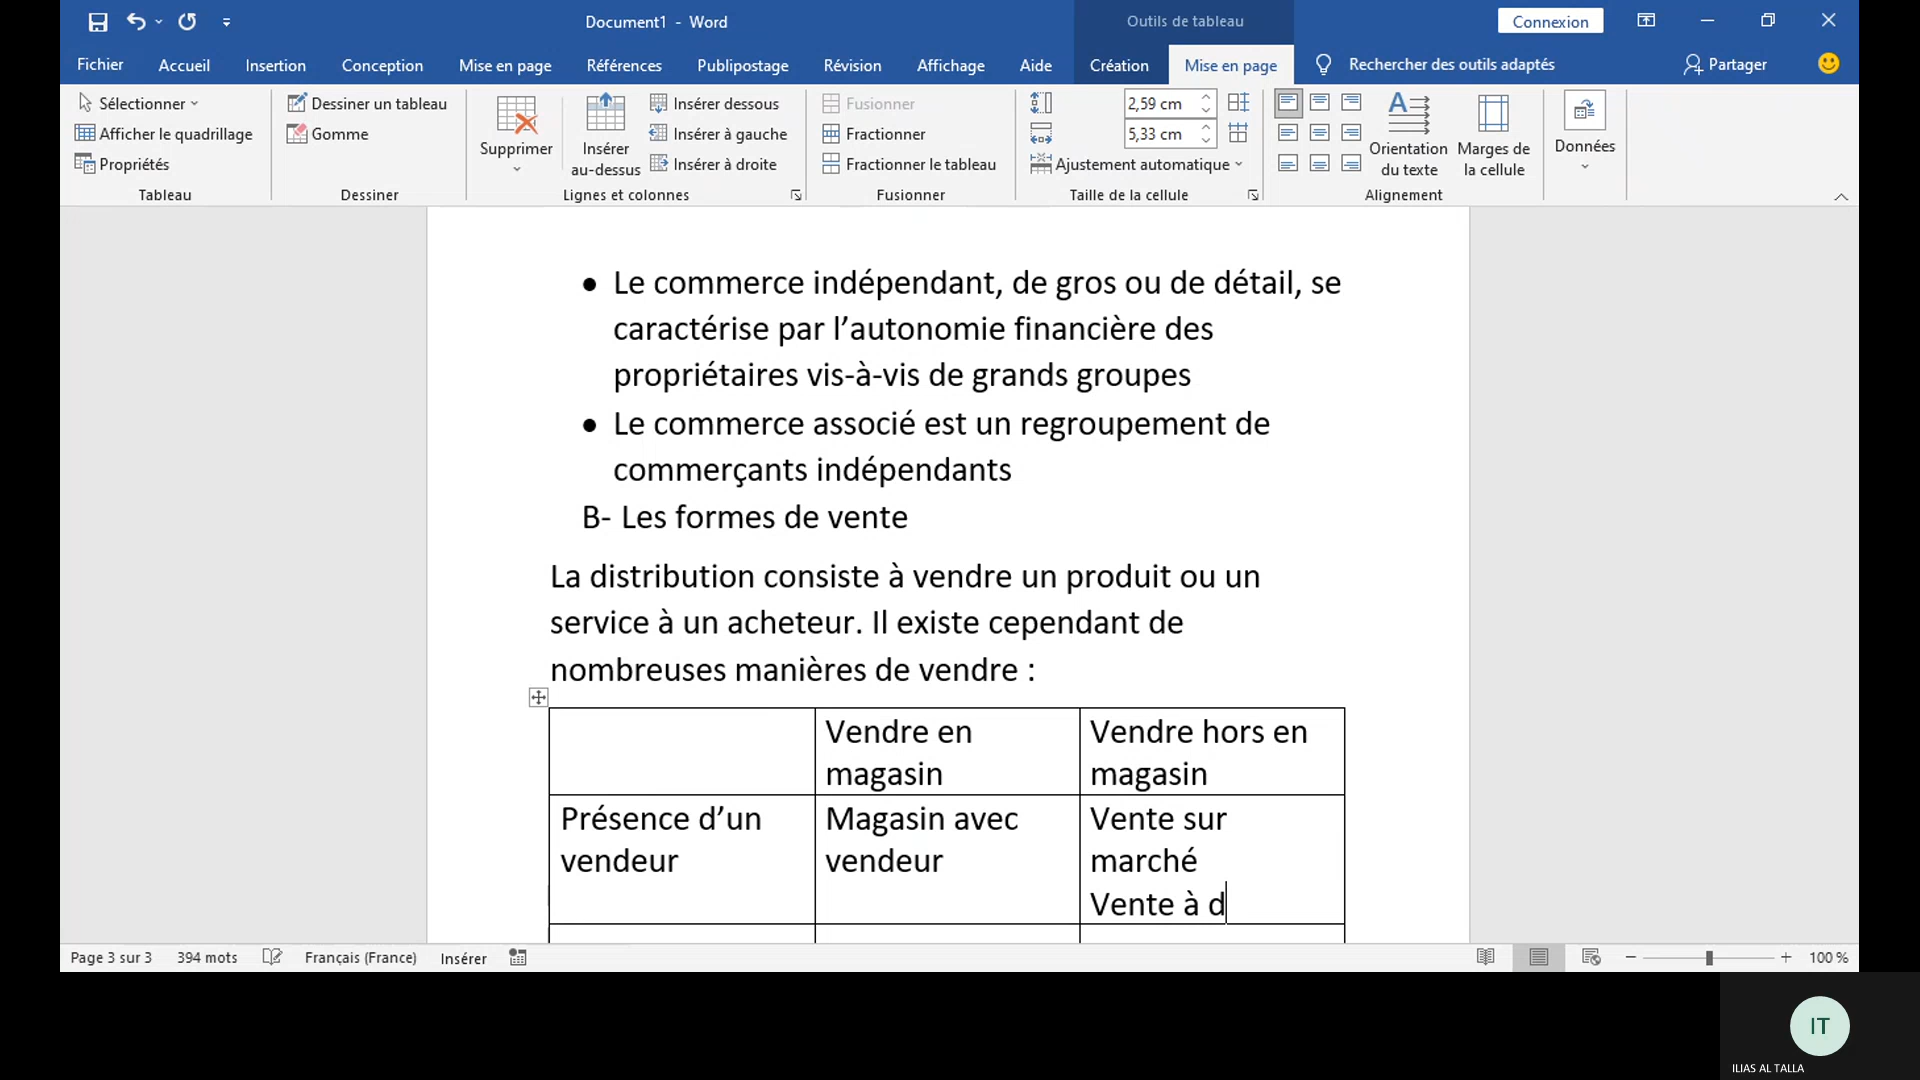 Document1 - Word
Outils de tableau
Connexion
Fichier Accueil Insertion Conception Mise en page Références Publipostage Révision Affichage Aide Création Mise en page Rechercher des outils adaptés Partager
Sélectionner
Afficher le quadrillage
Propriétés
Tableau
Dessiner un tableau
Gomme
Dessiner
Supprimer
Insérer
au-dessus
Insérer dessous
Insérer à gauche
Insérer à droite
Lignes et colonnes
Fusionner
Fractionner
Fractionner le tableau
Fusionner
2,59 cm
5,33 cm
Ajustement automatique
Taille de la cellule
Orientation
du texte
Marges de
la cellule
Alignement
Données
• Le commerce indépendant, de gros ou de détail, se
caractérise par l’autonomie financière des
propriétaires vis-à-vis de grands groupes
• Le commerce associé est un regroupement de
commerçants indépendants
B- Les formes de vente
La distribution consiste à vendre un produit ou un
service à un acheteur. Il existe cependant de
nombreuses manières de vendre :
Vendre en
magasin
Vendre hors en
magasin
Présence d’un
vendeur
Magasin avec
vendeur
Vente sur
marché
Vente à d
Page 3 sur 3 394 mots Français (France) Insérer 100 %
IT
ILIAS AL TALLA